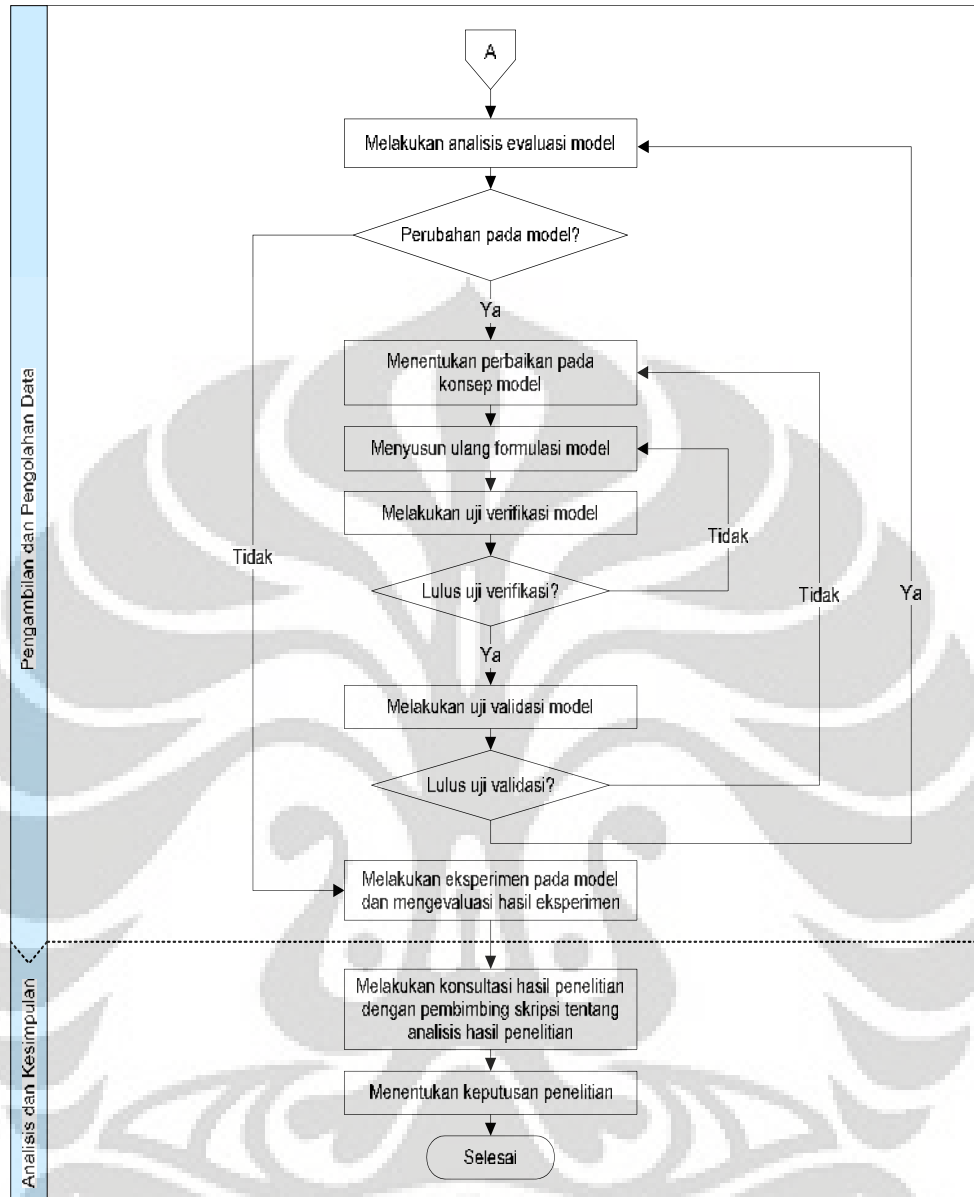 A
Melakukan analisis evaluasi model
Perubahan pada model?
Ya
Menentukan perbaikan pada
konsep model
Menyusun ulang formulasi model
Melakukan uji verifikasi model
Tidak
Tidak
Lulus uji verifikasi?
Tidak
Ya
Ya
Melakukan uji validasi model
Lulus uji validasi?
Melakukan eksperimen pada model
dan mengevaluasi hasil eksperimen
Pengambilan dan Pengolahan Data
Melakukan konsultasi hasil penelitian
dengan pembimbing skripsi tentang
analisis hasil penelitian
Menentukan keputusan penelitian
Selesai
Analisis dan Kesimpulan